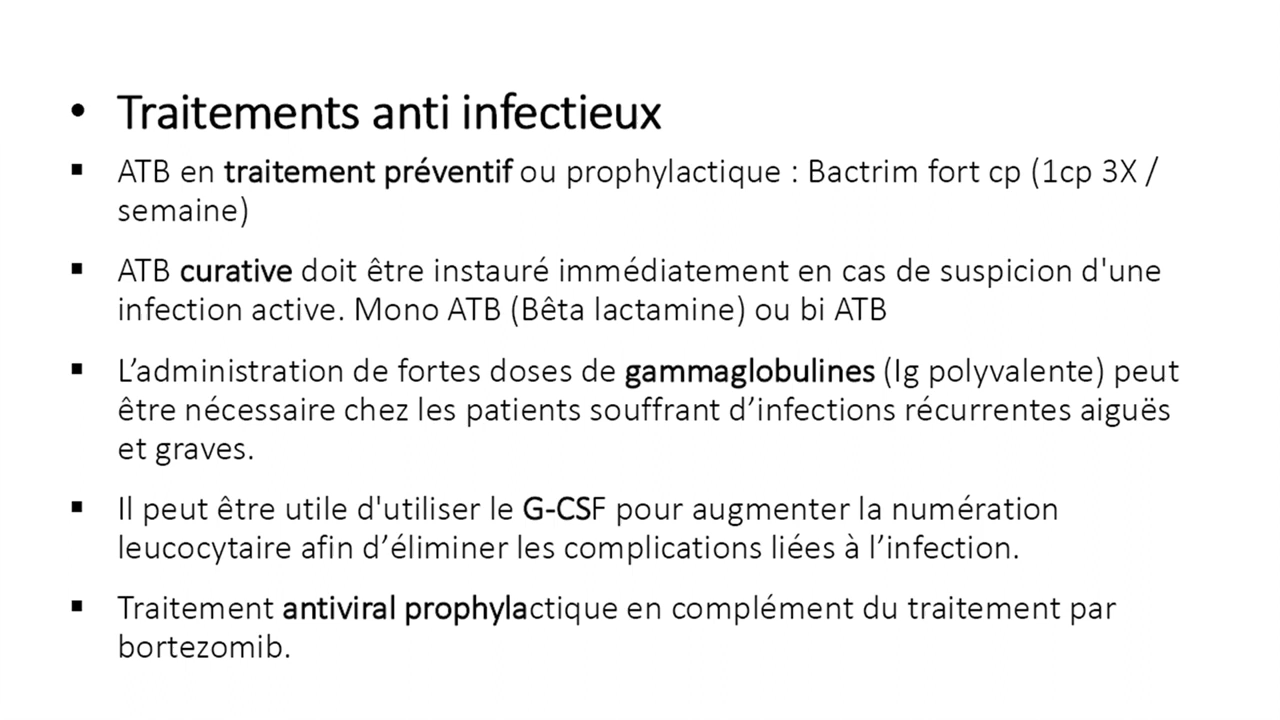 • Traitements anti infectieux
▪ ATB en traitement préventif ou prophylactique : Bactrim fort cp (1cp 3X /
semaine)
▪ ATB curative doit être instauré immédiatement en cas de suspicion d'une
infection active. Mono ATB (Bêta lactamine) ou bi ATB
▪ L’administration de fortes doses de gammaglobulines (Ig polyvalente) peut
être nécessaire chez les patients souffrant d’infections récurrentes aiguës
et graves.
▪ Il peut être utile d'utiliser le G-CSF pour augmenter la numération
leucocytaire afin d’éliminer les complications liées à l’infection.
▪ Traitement antiviral prophylactique en complément du traitement par
bortezomib.